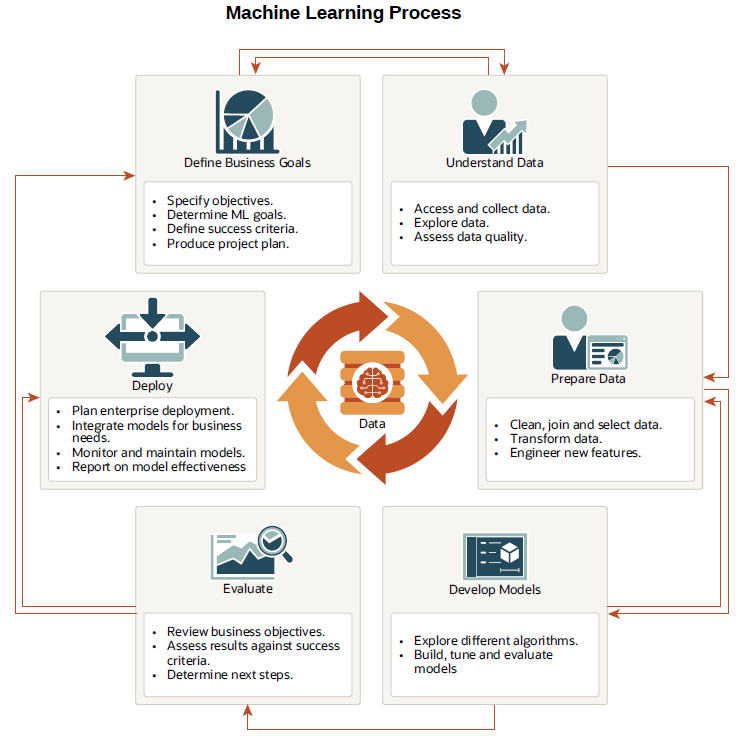 Machine Learning Process
Define Business Goals
• Specify objectives.
• Determine ML goals.
• Define success criteria.
• Produce project plan.
Understand Data
• Access and collect data.
• Explore data.
• Assess data quality.
Deploy
• Plan enterprise deployment.
• Integrate models for business
needs.
• Monitor and maintain models.
• Report on model effectiveness
Data
Prepare Data
• Clean, join and select data.
• Transform data.
• Engineer new features.
Evaluate
• Review business objectives.
• Assess results against success
criteria.
• Determine next steps.
Develop Models
• Explore different algorithms.
• Build, tune and evaluate
models